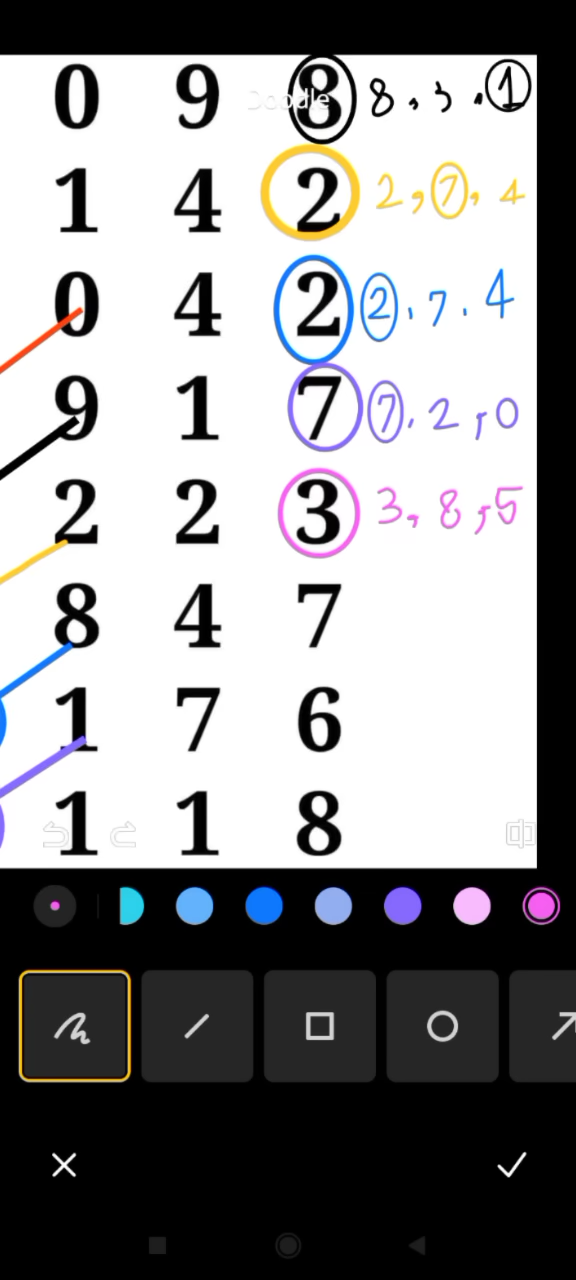 Doodle
0 9 8 8, 3, 1
1 4 2 2, 7, 4
0 4 2 2, 7, 4
9 1 7 7, 2, 0
2 2 3 3, 8, 5
8 4 7
1 7 6
1 1 8